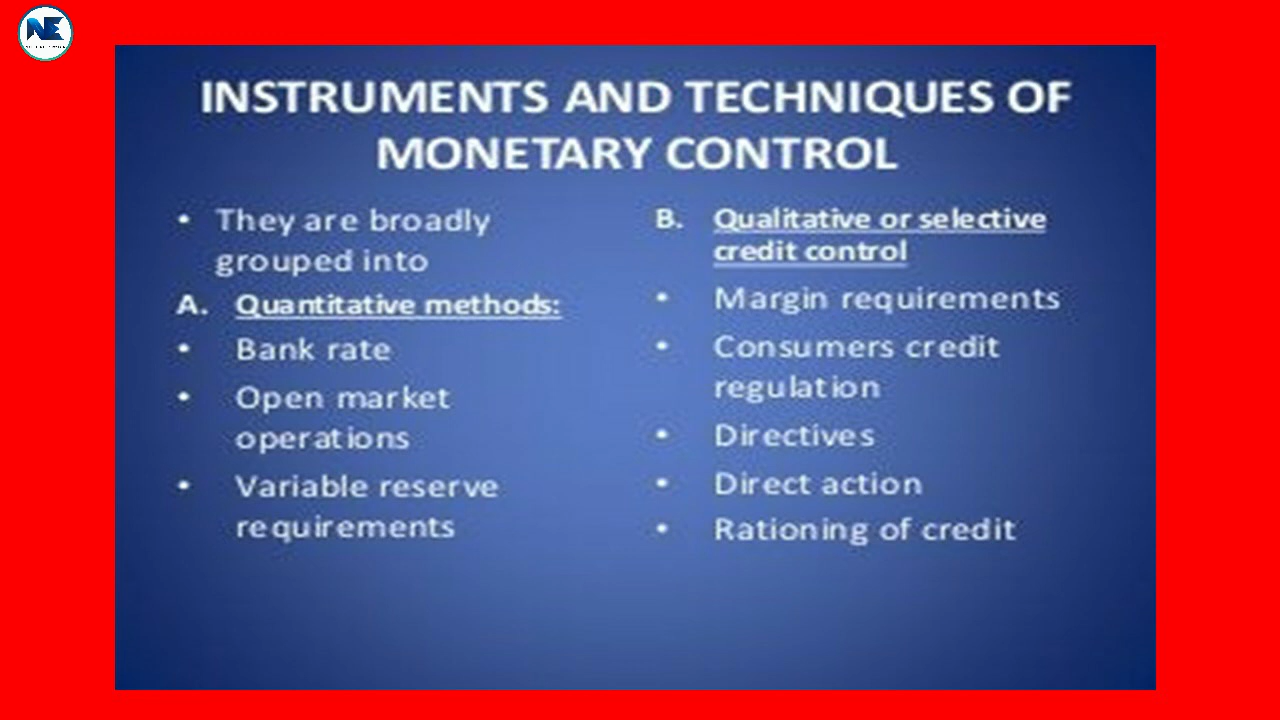 NE
INSTRUMENTS AND TECHNIQUES OF
MONETARY CONTROL
• They are broadly
grouped into
A. Quantitative methods:
• Bank rate
• Open market
operations
• Variable reserve
requirements
B. Qualitative or selective
credit control
• Margin requirements
• Consumers credit
regulation
• Directives
• Direct action
• Rationing of credit